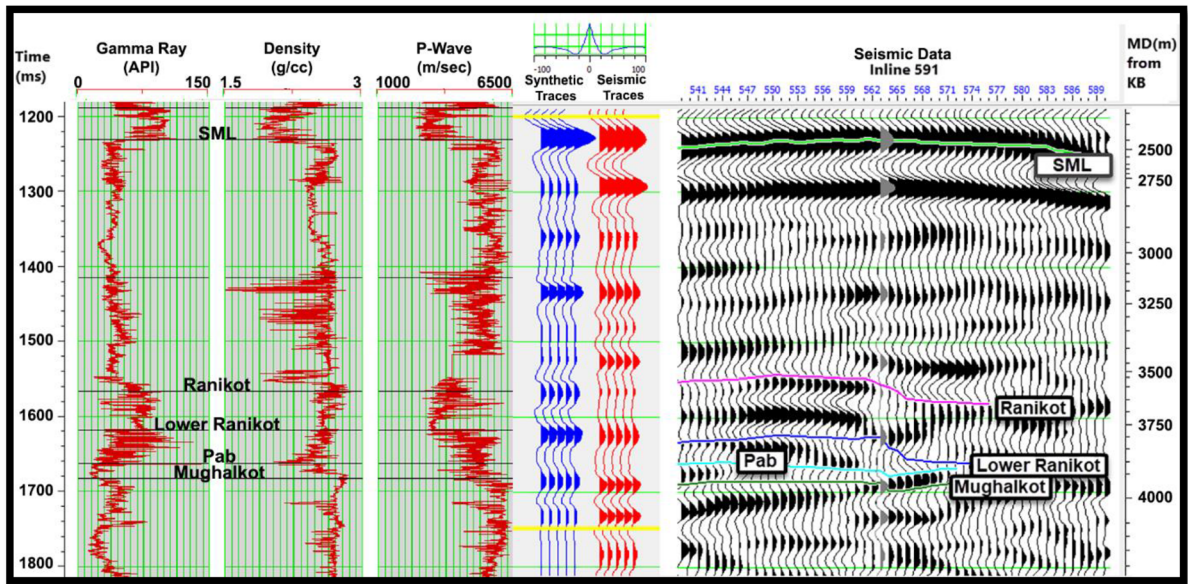 Time
(ms)
Gamma Ray
(API)
0 150
Density
(g/cc)
1.5 3
P-Wave
(m/sec)
1000 6500
-100 0 100
Synthetic
Traces
Seismic
Traces
Seismic Data
Inline 591
541 544 547 550 553 556 559 562 565 568 571 574 577 580 583 586 589
MD(m)
from
KB
1200
1300
1400
1500
1600
1700
1800
SML
Ranikot
Lower Ranikot
Pab
Mughalkot
SML
Ranikot
Pab
Lower Ranikot
Mughalkot
2500
2750
3000
3250
3500
3750
4000